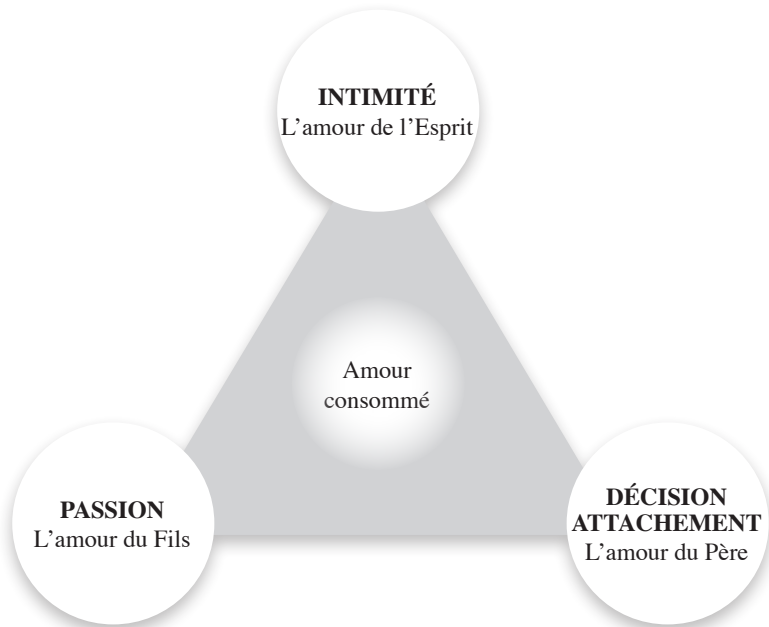 INTIMITÉ
L’amour de l’Esprit
Amour
consommé
PASSION
L’amour du Fils
DÉCISION
ATTACHEMENT
L’amour du Père